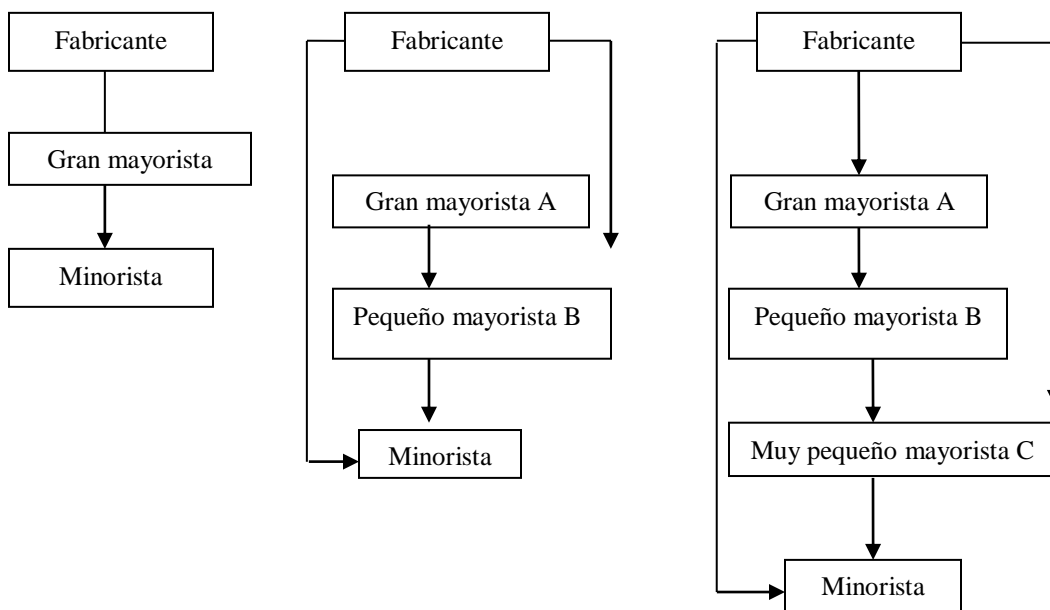 Fabricante
Gran mayorista
Minorista
Fabricante
Gran mayorista A
Pequeño mayorista B
Minorista
Fabricante
Gran mayorista A
Pequeño mayorista B
Muy pequeño mayorista C
Minorista